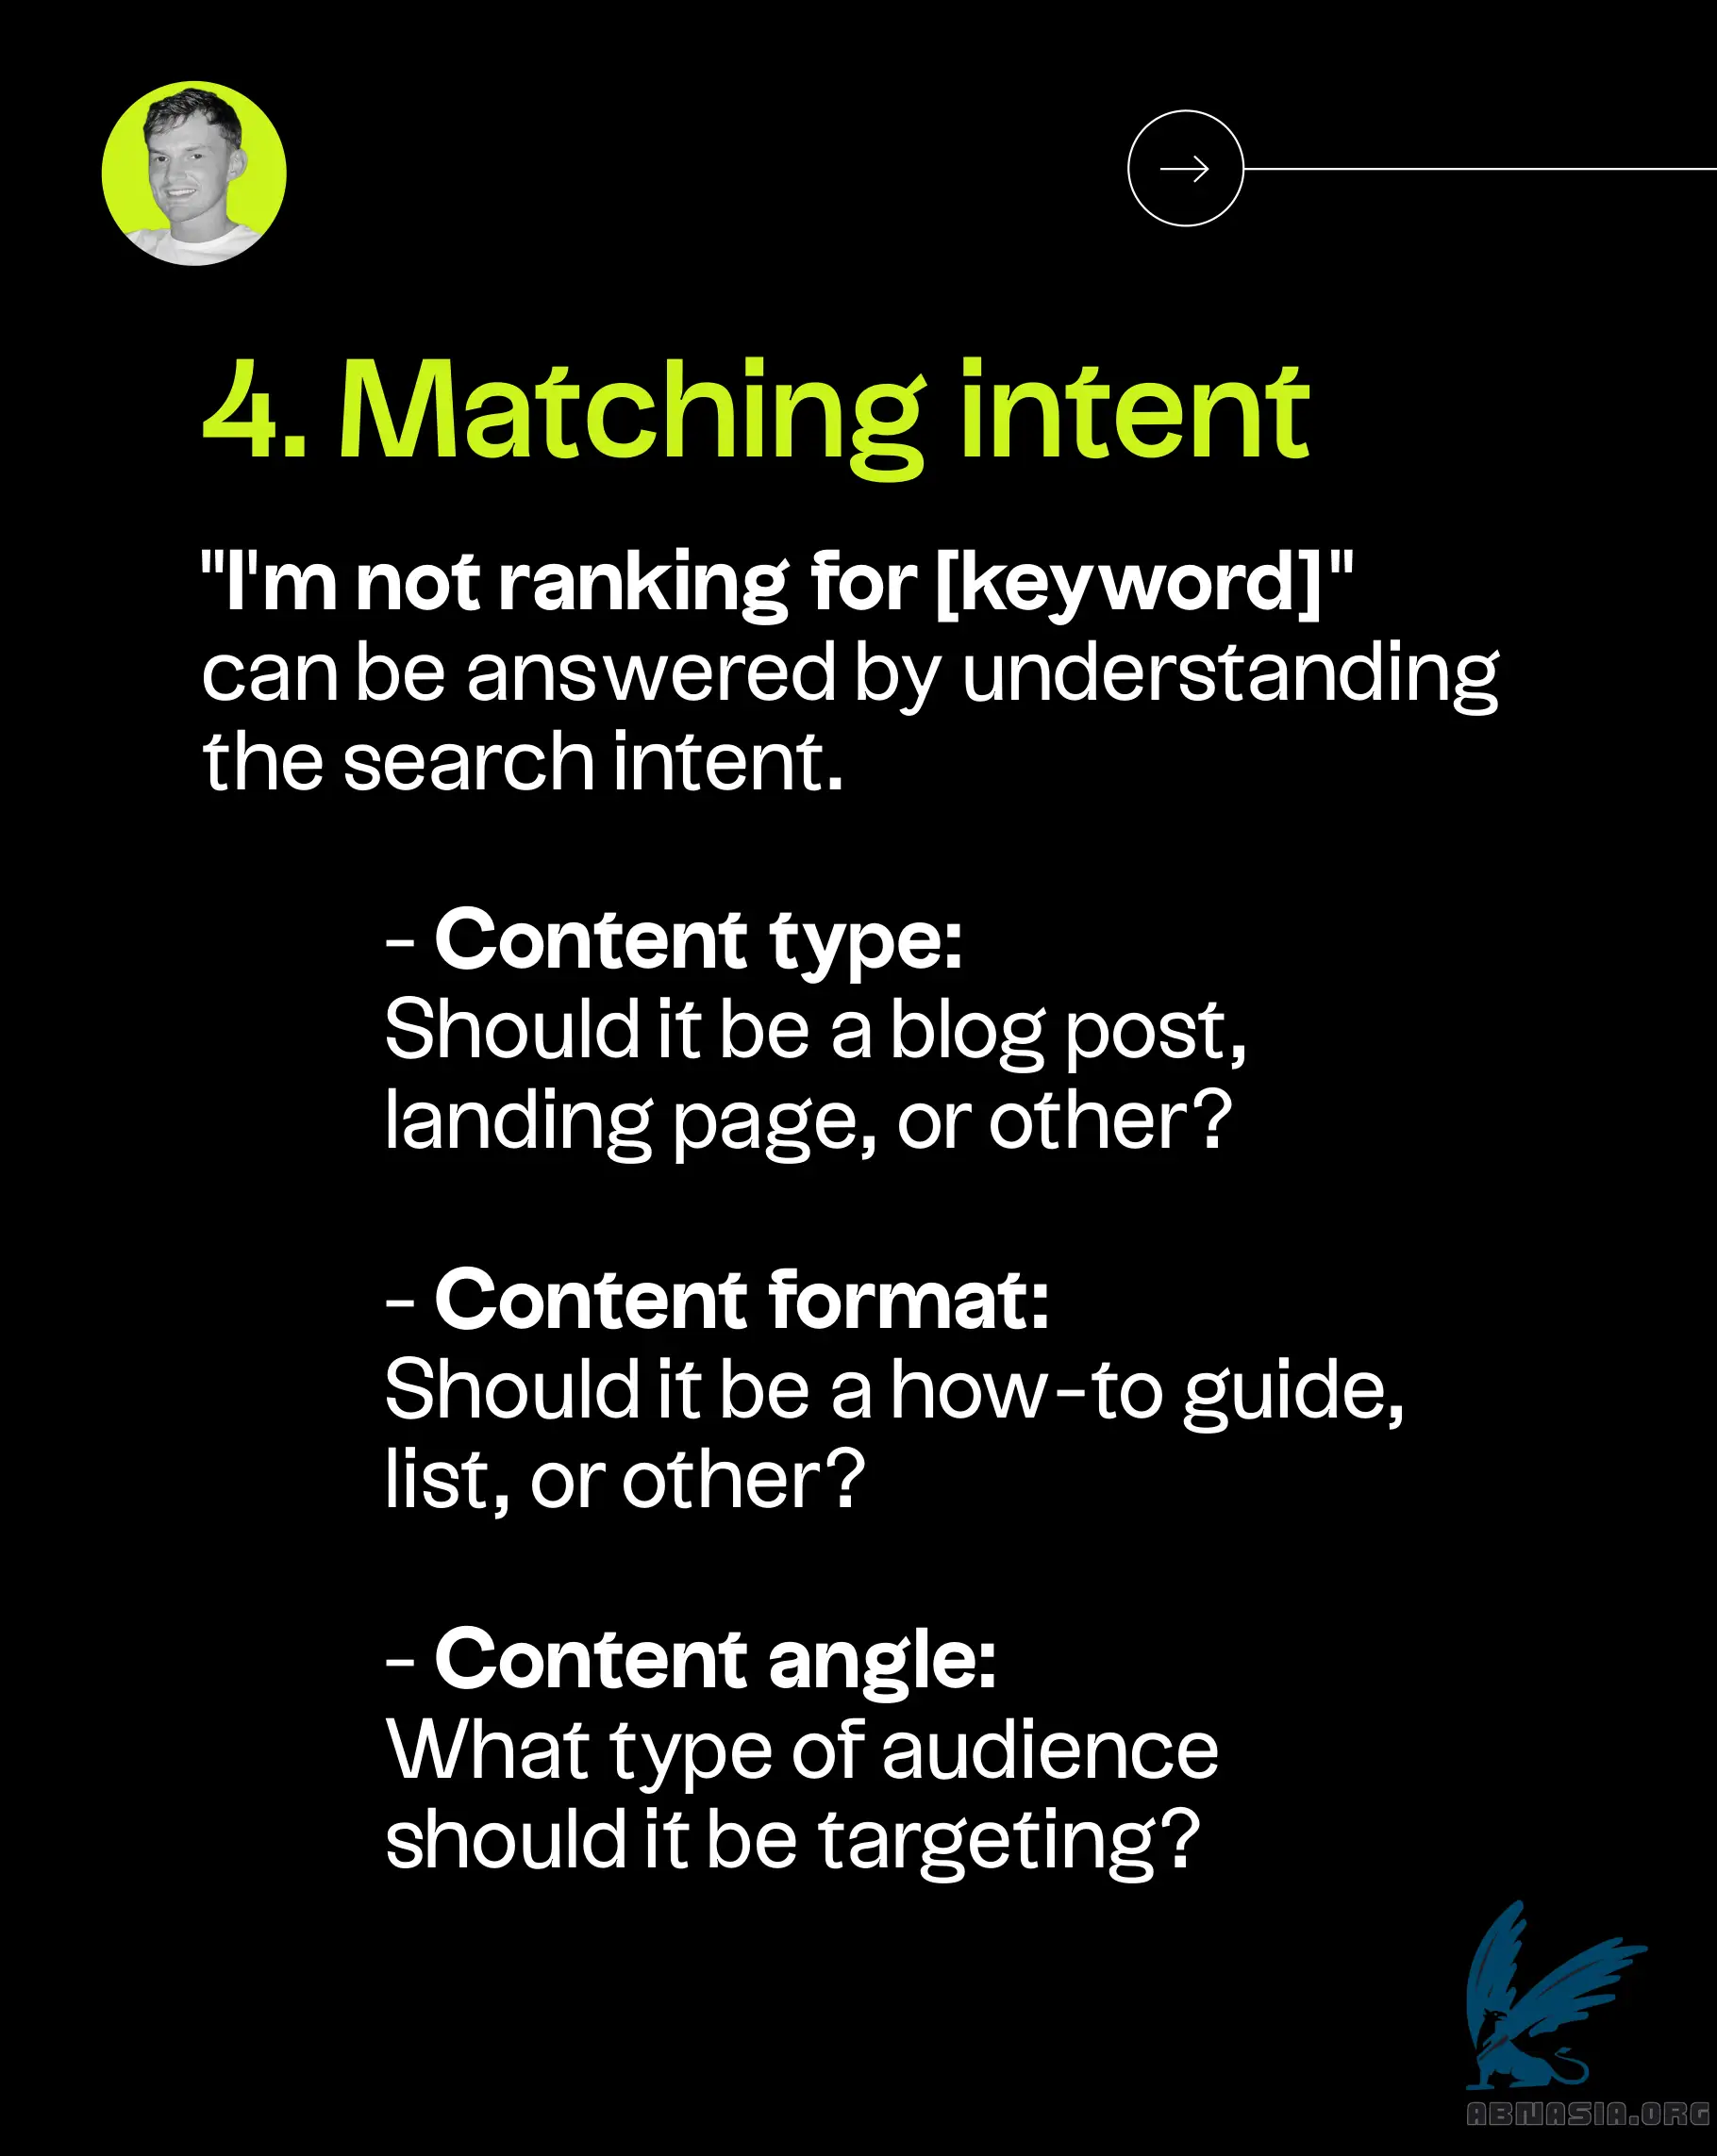 4. Matching intent
"I'm not ranking for [keyword]"
can be answered by understanding
the search intent.
- Content type:
Should it be a blog post,
landing page, or other?
- Content format:
Should it be a how-to guide,
list, or other?
- Content angle:
What type of audience
should it be targeting?
ABNASIA.ORG